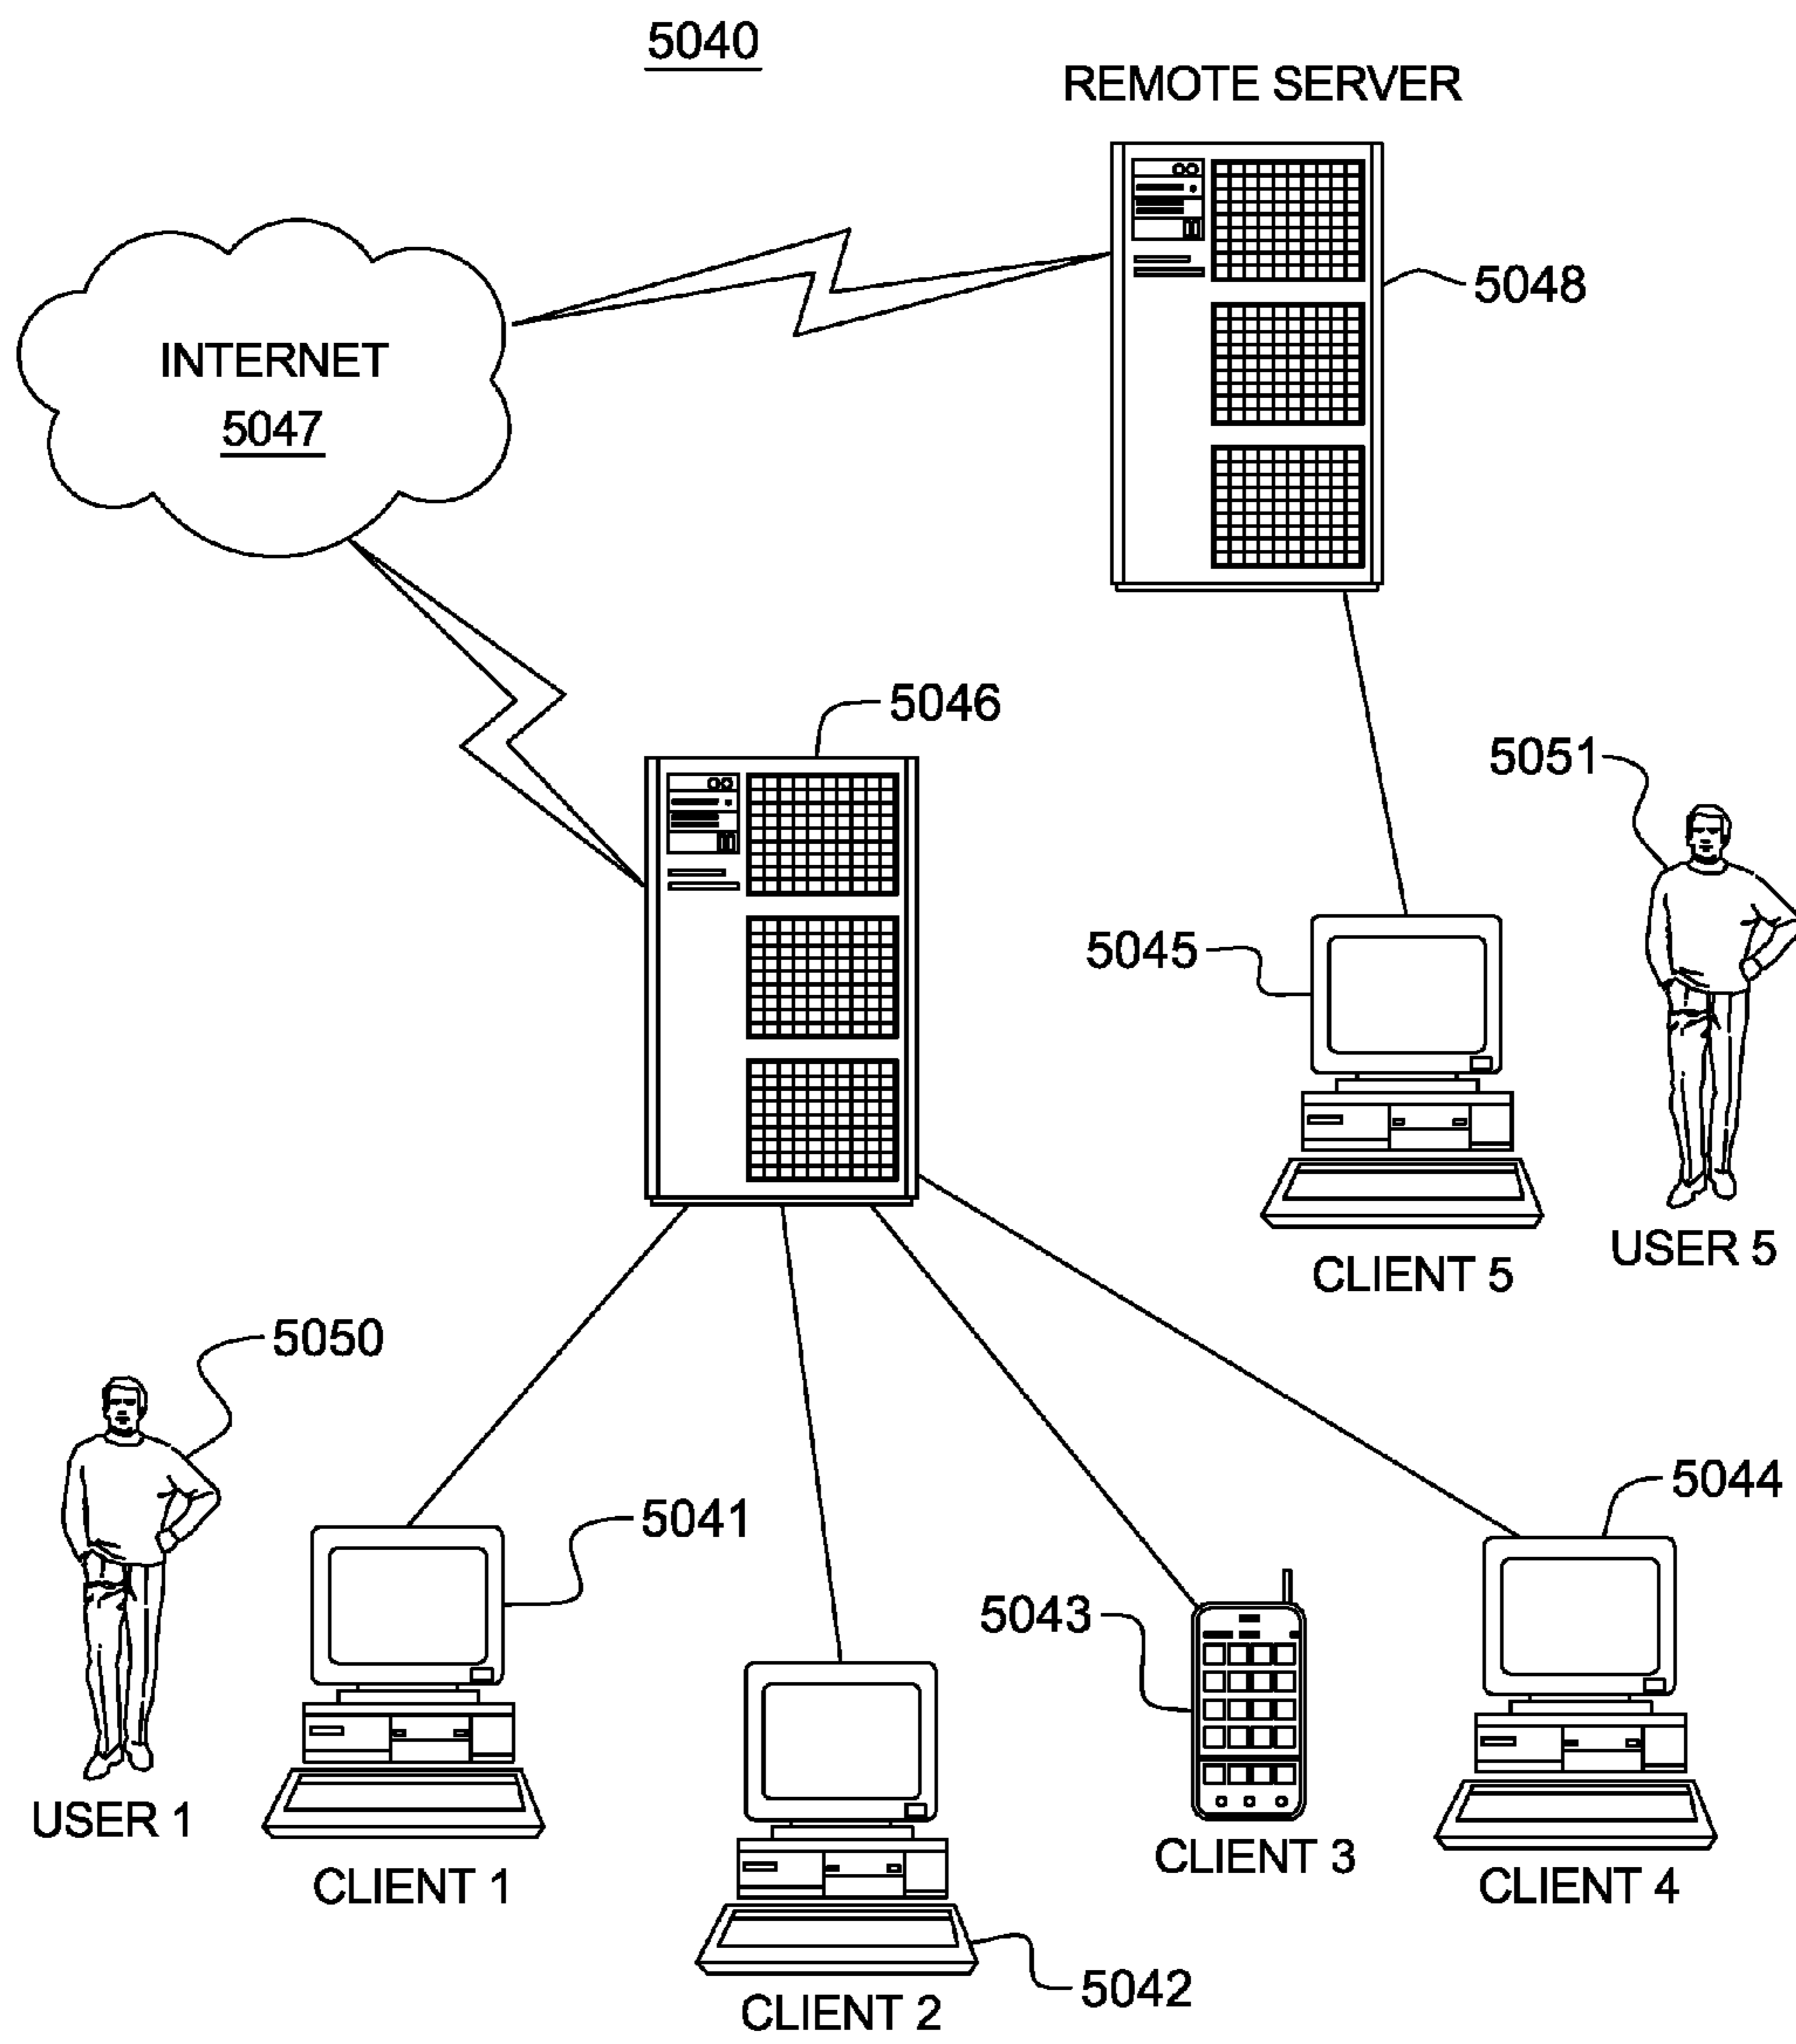 5040
REMOTE SERVER
5048
INTERNET
5047
5046
5051
5045
USER 5
CLIENT 5
5050
5044
5041
5043
USER 1
CLIENT 1
CLIENT 3
CLIENT 4
5042
CLIENT 2